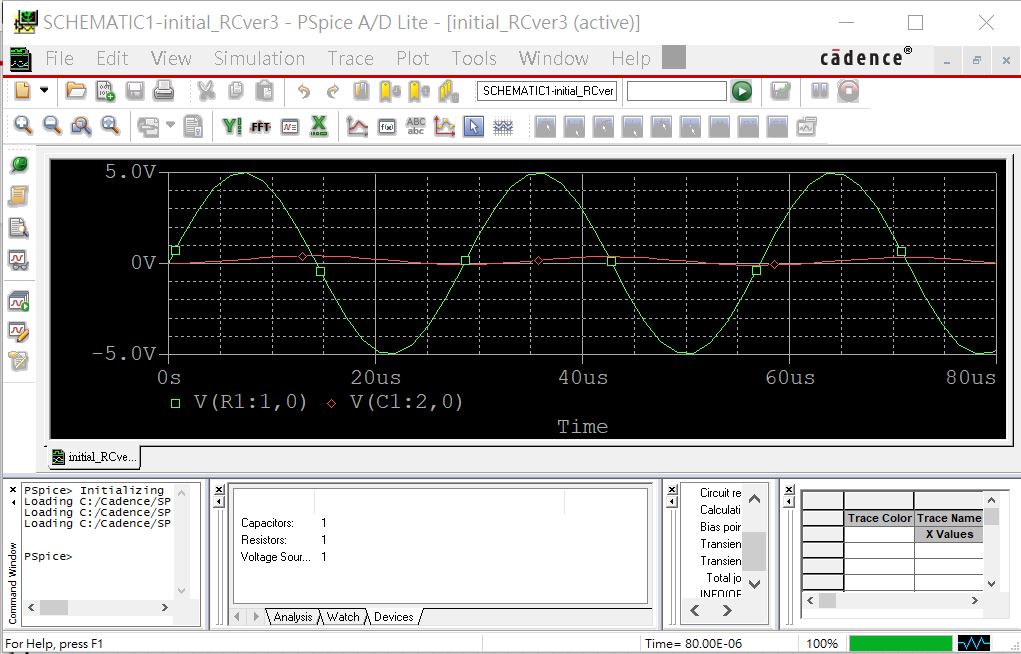 SCHEMATIC1-initial_RCver3 - PSpice A/D Lite - [initial_RCver3 (active)]
File Edit View Simulation Trace Plot Tools Window Help cādence®
SCHEMATIC1-initial_RCver
FFT ABC abc
5.0V
0V
-5.0V
0s 20us 40us 60us 80us
V(R1:1,0) V(C1:2,0)
Time
initial_RCve...
PSpice> Initializing
Loading C:/Cadence/SP
Loading C:/Cadence/SP
Loading C:/Cadence/SP
PSpice>
Command Window
Capacitors: 1
Resistors: 1
Voltage Sour... 1
Analysis Watch Devices
Circuit re
Calculati
Bias poir
Transien
Transien
Total jo
Trace Color Trace Name
X Values
For Help, press F1 Time= 80.00E-06 100%